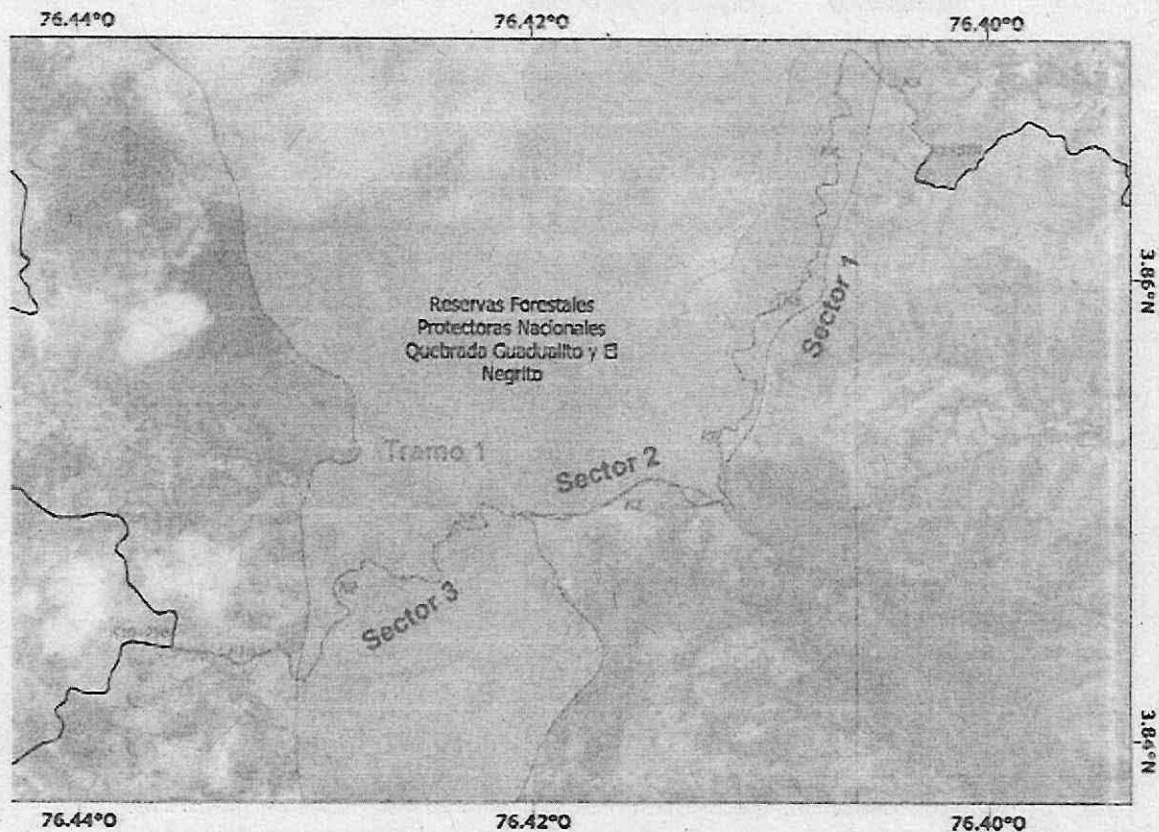 76.44°O 76.42°O 76.40°O
3.86°N
Sector 1
Reservas Forestales
Protectoras Nacionales
Quebrada Guadualito y El
Negrito
Tramo 1
Sector 2
Sector 3
3.84°N
76.44°O 76.42°O 76.40°O